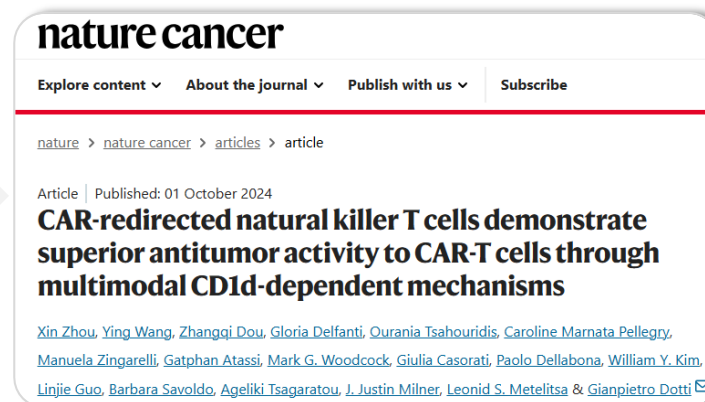 nature cancer
Explore content About the journal Publish with us Subscribe
nature > nature cancer > articles > article
Article | Published: 01 October 2024
CAR-redirected natural killer T cells demonstrate
superior antitumor activity to CAR-T cells through
multimodal CD1d-dependent mechanisms
Xin Zhou, Ying Wang, Zhangqi Dou, Gloria Delfanti, Ourania Tsahouridis, Caroline Marnata Pellegry,
Manuela Zingarelli, Gatphan Atassi, Mark G. Woodcock, Giulia Casorati, Paolo Dellabona, William Y. Kim,
Linjie Guo, Barbara Savoldo, Ageliki Tsagaratou, J. Justin Milner, Leonid S. Metelitsa & Gianpietro Dotti